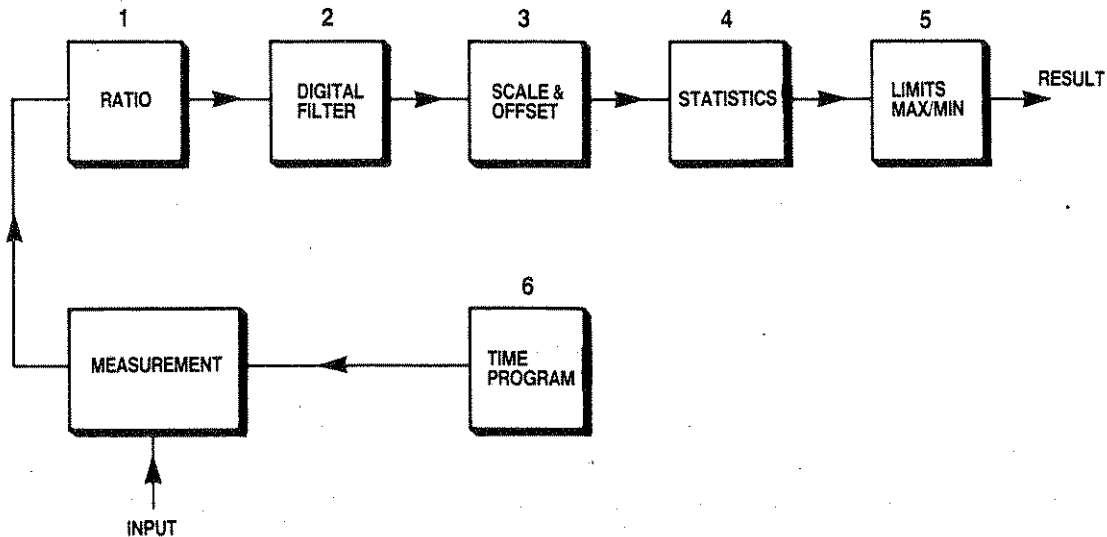 1
2
3
4
5
RATIO
DIGITAL
FILTER
SCALE &
OFFSET
STATISTICS
LIMITS
MAX/MIN
RESULT
6
MEASUREMENT
TIME
PROGRAM
INPUT